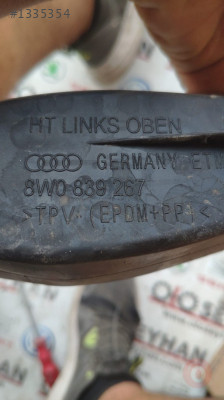 #1335354
HT LINKS OBEN
GERMANY
8W0 839 267
>TPV (EPDM+PP)<